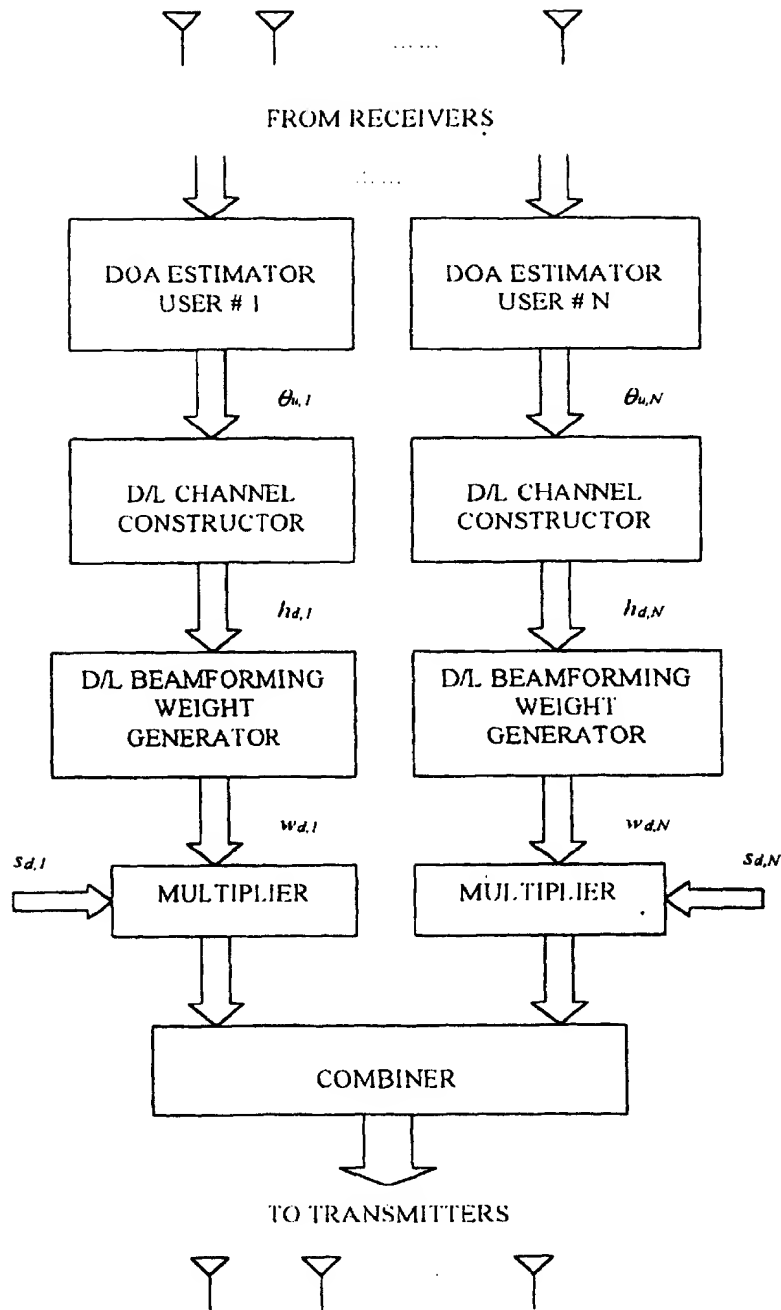 FROM RECEIVERS
DOA ESTIMATOR
USER # 1
DOA ESTIMATOR
USER # N
θu,1
θu,N
D/L CHANNEL
CONSTRUCTOR
D/L CHANNEL
CONSTRUCTOR
hd,1
hd,N
D/L BEAMFORMING
WEIGHT
GENERATOR
D/L BEAMFORMING
WEIGHT
GENERATOR
wd,1
wd,N
sd,1
MULTIPLIER
MULTIPLIER
sd,N
COMBINER
TO TRANSMITTERS